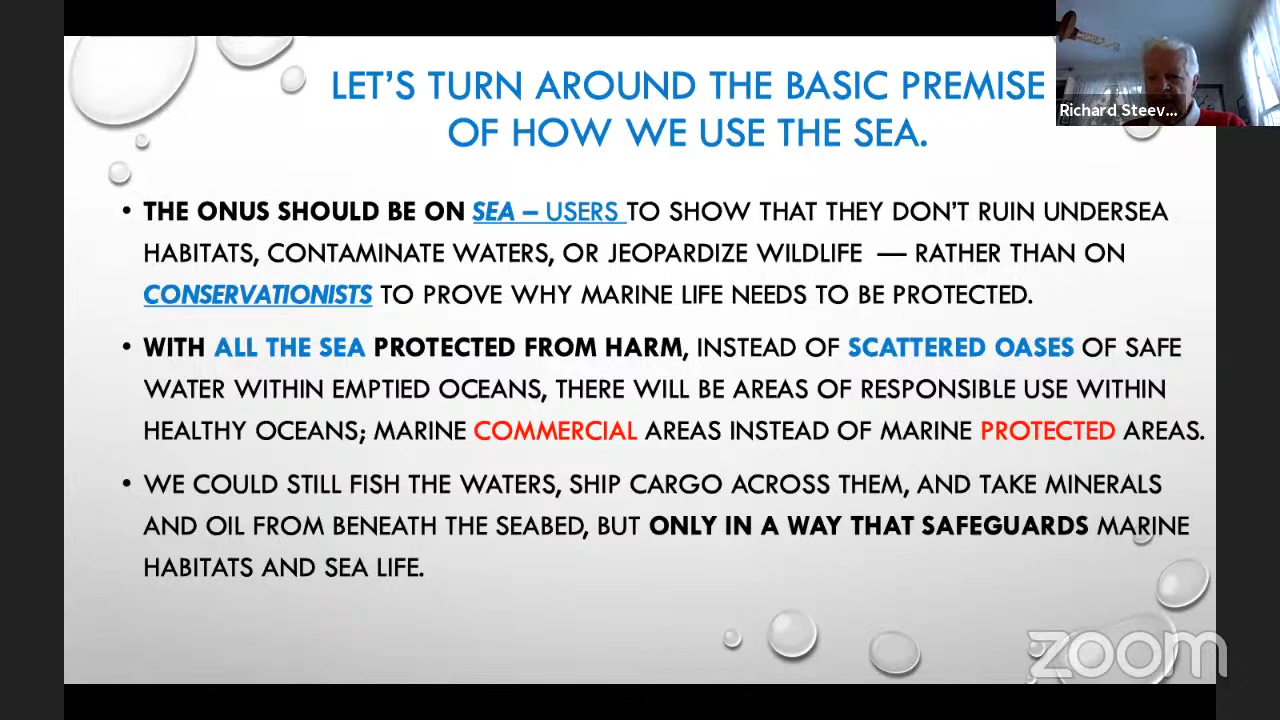 LET'S TURN AROUND THE BASIC PREMISE
OF HOW WE USE THE SEA.
Richard Steev...
• THE ONUS SHOULD BE ON SEA – USERS TO SHOW THAT THEY DON'T RUIN UNDERSEA
HABITATS, CONTAMINATE WATERS, OR JEOPARDIZE WILDLIFE — RATHER THAN ON
CONSERVATIONISTS TO PROVE WHY MARINE LIFE NEEDS TO BE PROTECTED.
• WITH ALL THE SEA PROTECTED FROM HARM, INSTEAD OF SCATTERED OASES OF SAFE
WATER WITHIN EMPTIED OCEANS, THERE WILL BE AREAS OF RESPONSIBLE USE WITHIN
HEALTHY OCEANS; MARINE COMMERCIAL AREAS INSTEAD OF MARINE PROTECTED AREAS.
• WE COULD STILL FISH THE WATERS, SHIP CARGO ACROSS THEM, AND TAKE MINERALS
AND OIL FROM BENEATH THE SEABED, BUT ONLY IN A WAY THAT SAFEGUARDS MARINE
HABITATS AND SEA LIFE.
zoom